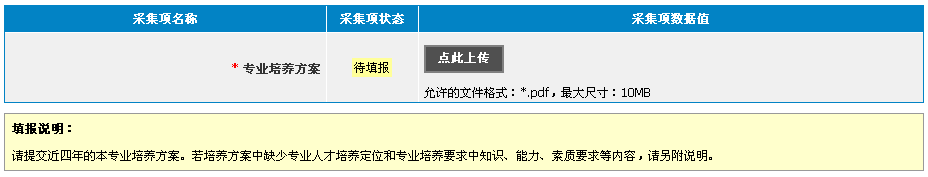 采集项名称 采集项状态 采集项数据值
* 专业培养方案 待填报 点此上传
允许的文件格式：*.pdf，最大尺寸：10MB
填报说明：
请提交近四年的本专业培养方案。若培养方案中缺少专业人才培养定位和专业培养要求中知识、能力、素质要求等内容，请另附说明。